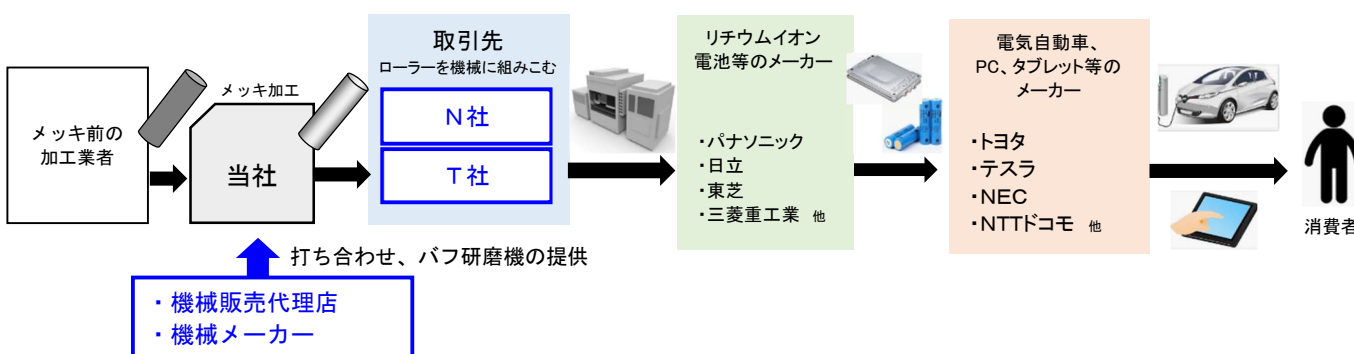 メッキ前の
加工業者
メッキ加工
当社
取引先
ローラーを機械に組みこむ
N社
T社
リチウムイオン
電池等のメーカー
・パナソニック
・日立
・東芝
・三菱重工業 他
電気自動車、
PC、タブレット等の
メーカー
・トヨタ
・テスラ
・NEC
・NTTドコモ 他
消費者
打ち合わせ、バフ研磨機の提供
・機械販売代理店
・機械メーカー